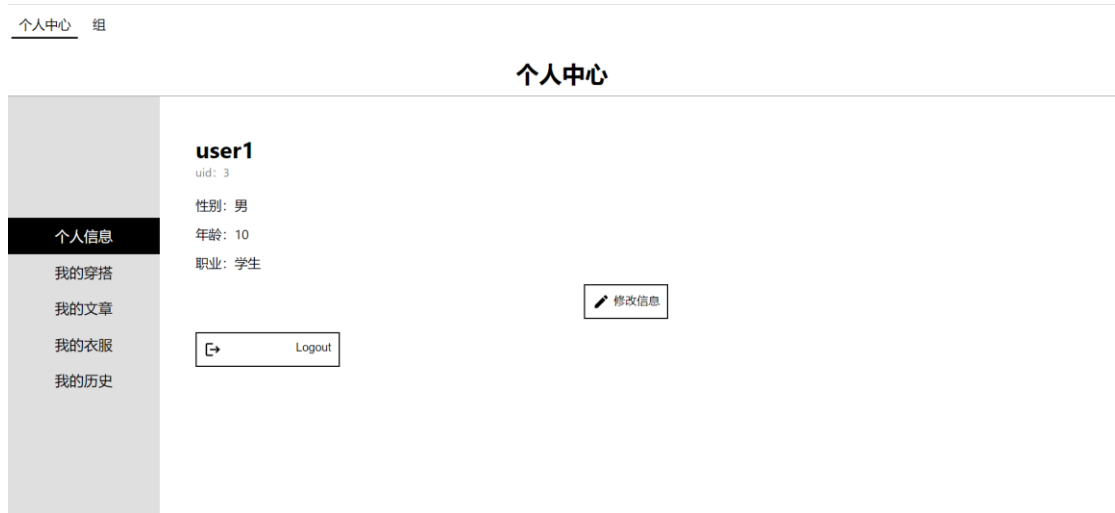 个人中心 组
个人中心
个人信息
我的穿搭
我的文章
我的衣服
我的历史
user1
uid：3
性别：男
年龄：10
职业：学生
修改信息
Logout